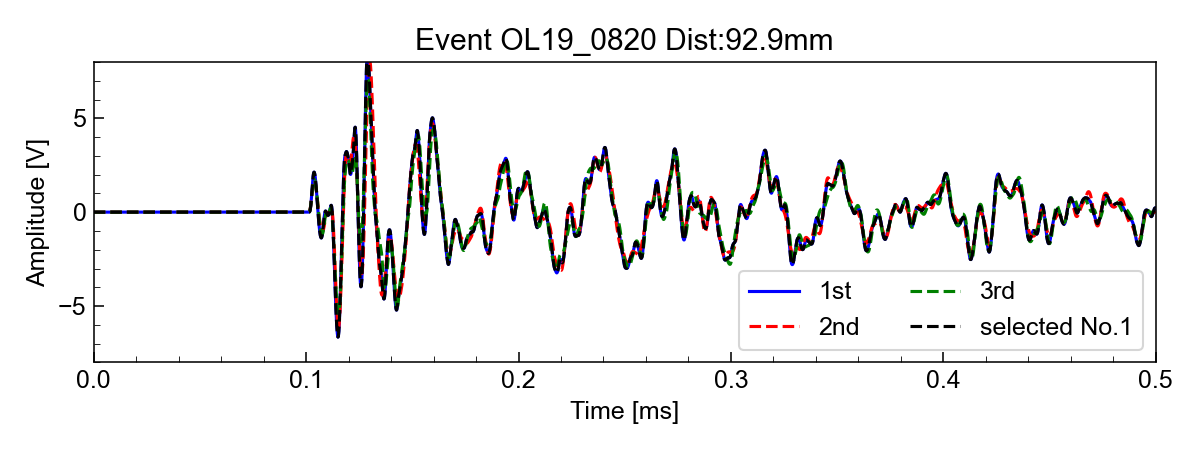 Event OL19_0820 Dist:92.9mm
Amplitude [V]
5
0
−5
1st
2nd
3rd
selected No.1
0.0 0.1 0.2 0.3 0.4 0.5
Time [ms]